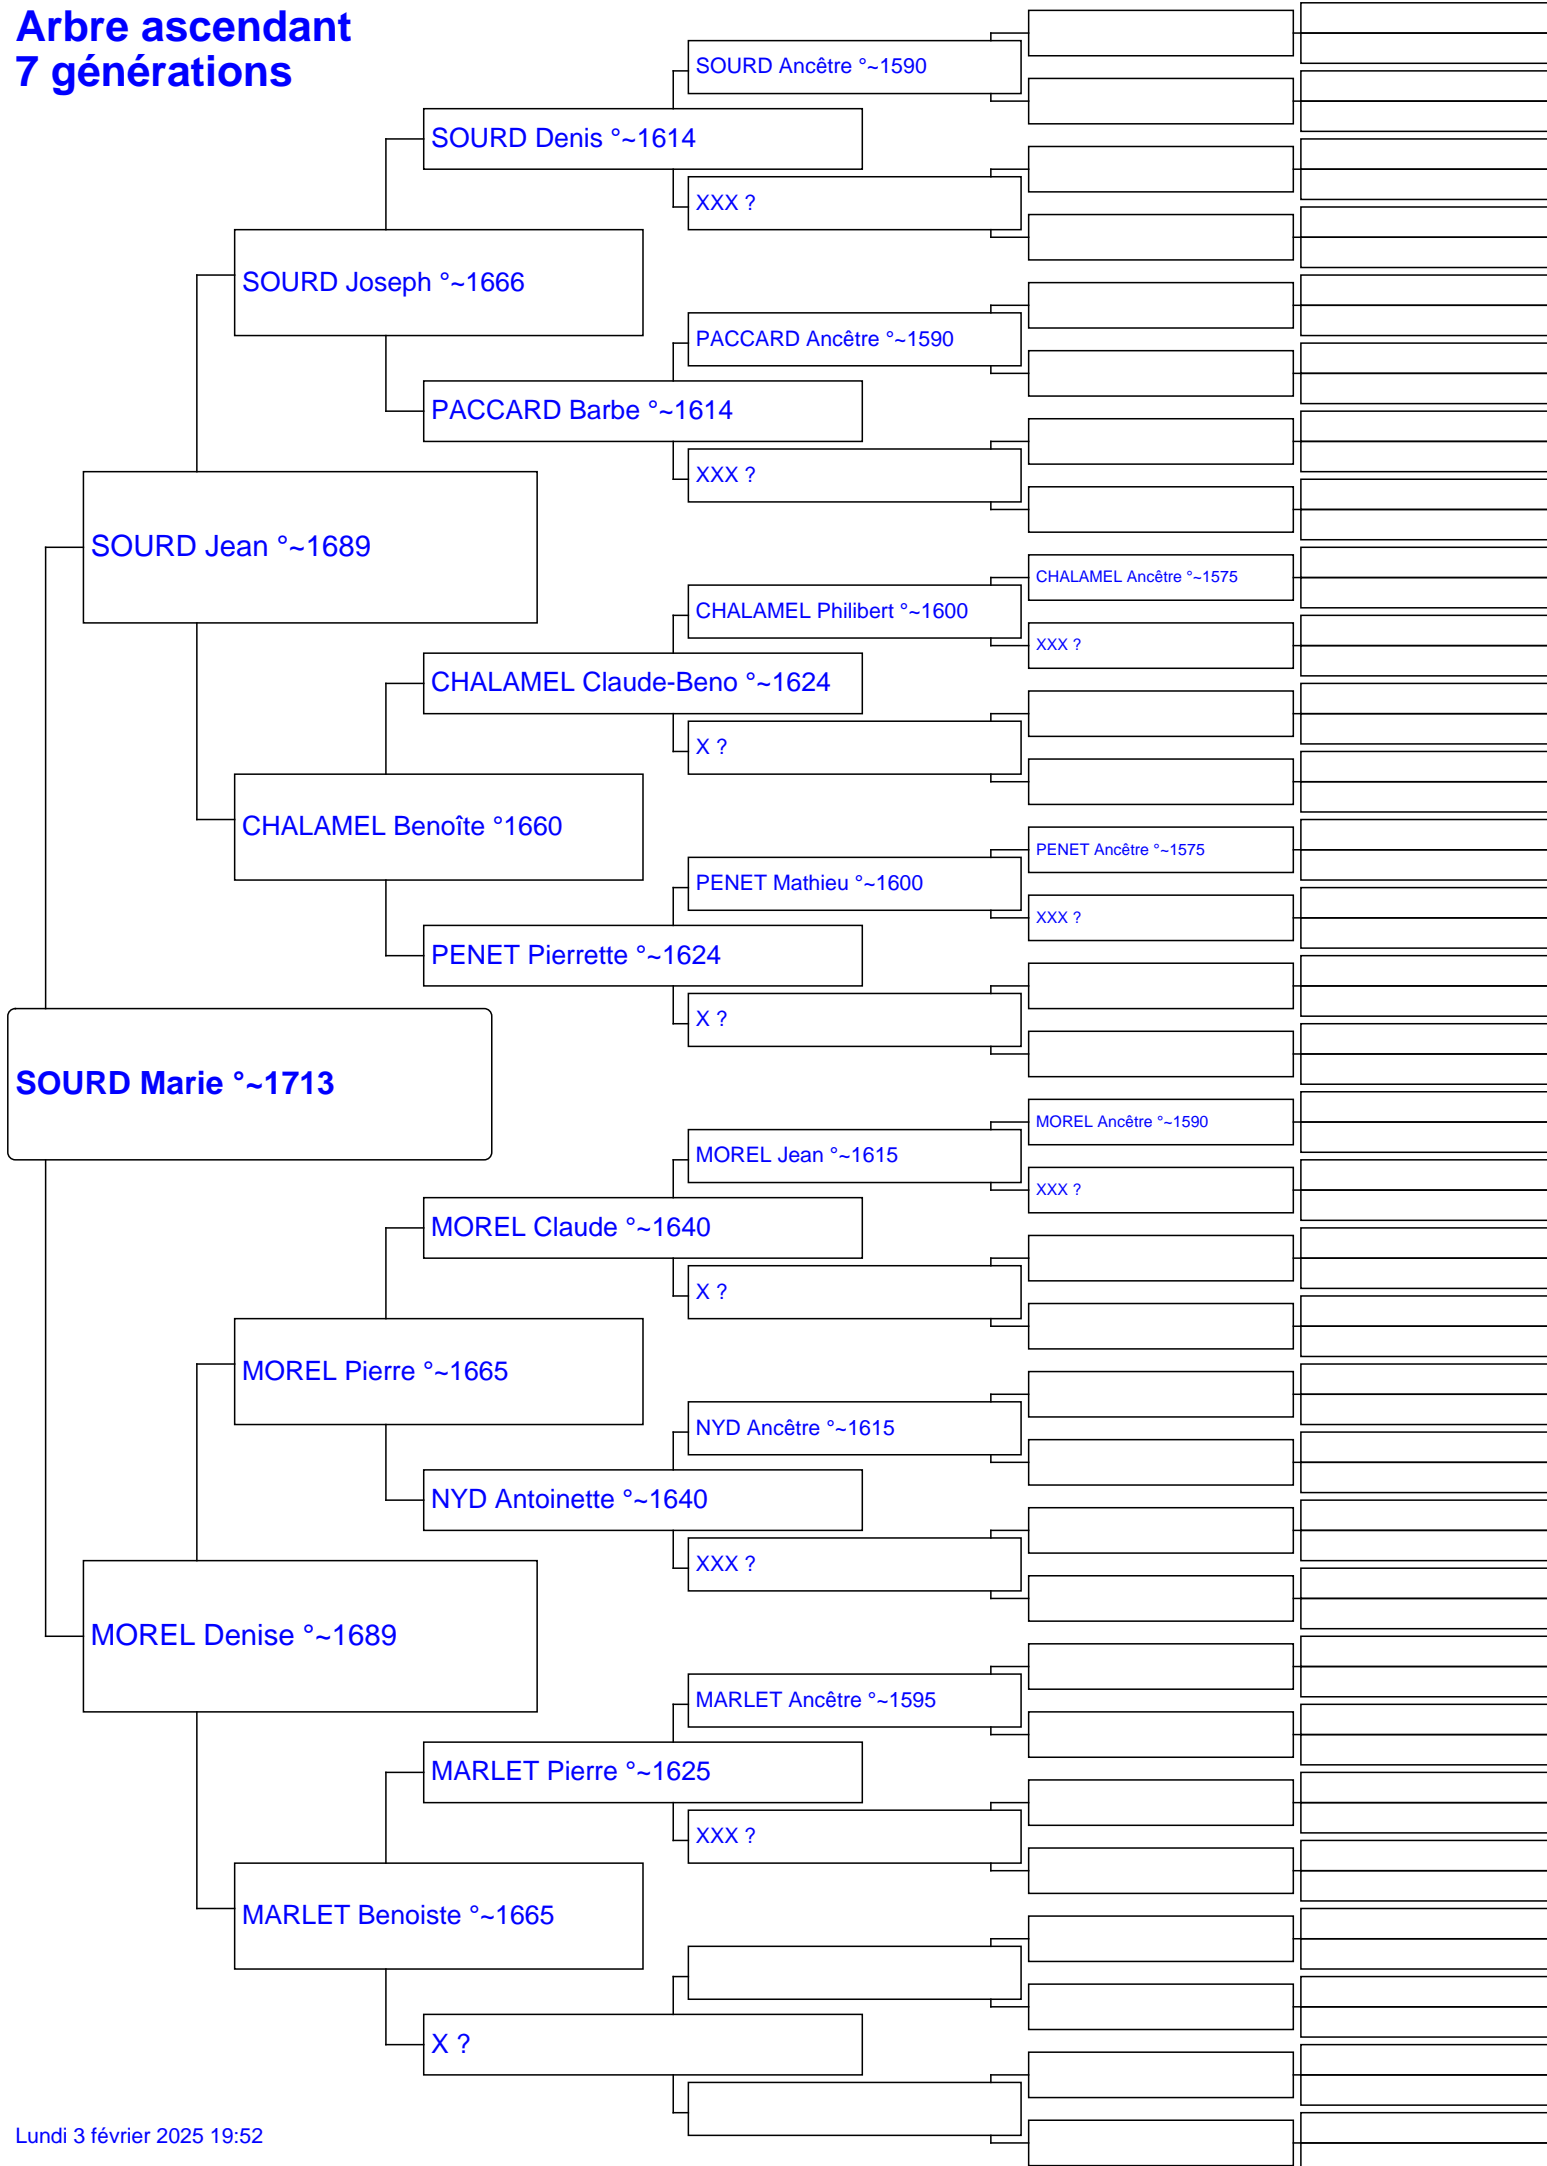 Arbre ascendant
7 générations
SOURD Ancêtre °~1590
SOURD Denis °~1614
XXX ?
SOURD Joseph °~1666
PACCARD Ancêtre °~1590
PACCARD Barbe °~1614
XXX ?
SOURD Jean °~1689
CHALAMEL Ancêtre °~1575
CHALAMEL Philibert °~1600
XXX ?
CHALAMEL Claude-Beno °~1624
X ?
CHALAMEL Benoîte °1660
PENET Ancêtre °~1575
PENET Mathieu °~1600
XXX ?
PENET Pierrette °~1624
X ?
SOURD Marie °~1713
MOREL Ancêtre °~1590
MOREL Jean °~1615
XXX ?
MOREL Claude °~1640
X ?
MOREL Pierre °~1665
NYD Ancêtre °~1615
NYD Antoinette °~1640
XXX ?
MOREL Denise °~1689
MARLET Ancêtre °~1595
MARLET Pierre °~1625
XXX ?
MARLET Benoiste °~1665
X ?
Lundi 3 février 2025 19:52